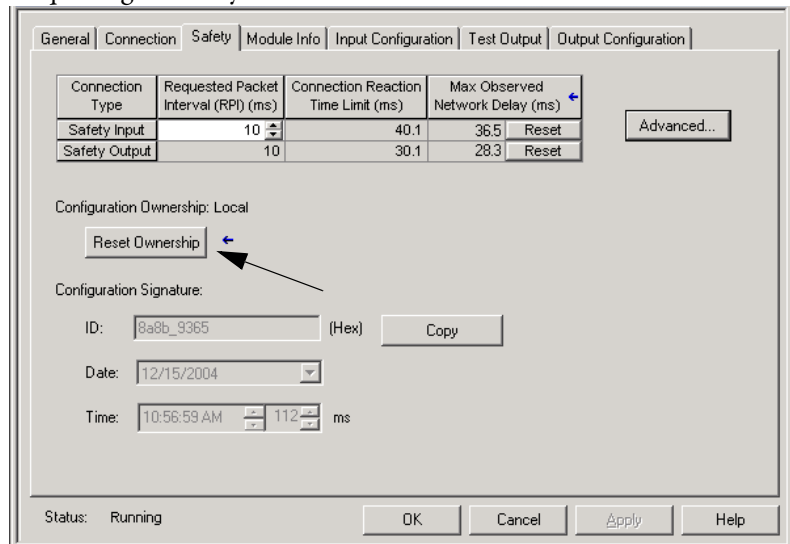 General Connection Safety Module Info Input Configuration Test Output Output Configuration
Connection Type Requested Packet Interval (RPI) (ms) Connection Reaction Time Limit (ms) Max Observed Network Delay (ms)
Safety Input 10 40.1 36.5 Reset
Safety Output 10 30.1 28.3 Reset
Advanced...
Configuration Ownership: Local
Reset Ownership
Configuration Signature:
ID: 8a8b_9365 (Hex) Copy
Date: 12/15/2004
Time: 10:56:59 AM 112 ms
Status: Running OK Cancel Apply Help